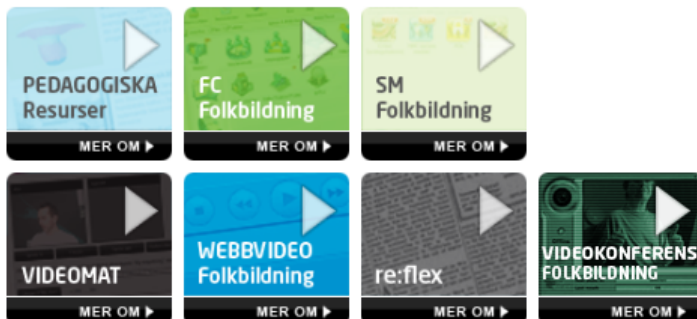 PEDAGOGISKA
Resurser
MER OM
FC
Folkbildning
MER OM
SM
Folkbildning
MER OM
VIDEOMAT
MER OM
WEBBVIDEO
Folkbildning
MER OM
re:flex
MER OM
VIDEOKONFERENS
FOLKBILDNING
MER OM